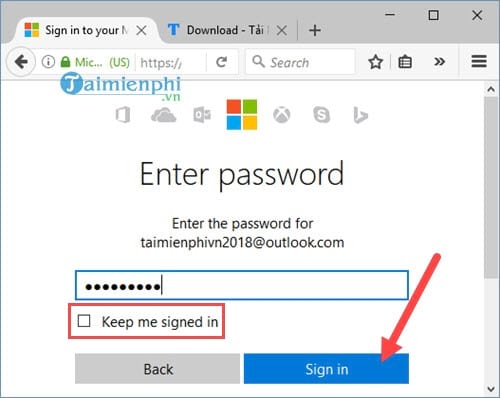 Sign in to your M
Download - Tải
Mic... (US)
https:/
Search
Taimienphi
.vn
Enter password
Enter the password for
taimienphivn2018@outlook.com
Keep me signed in
Back
Sign in